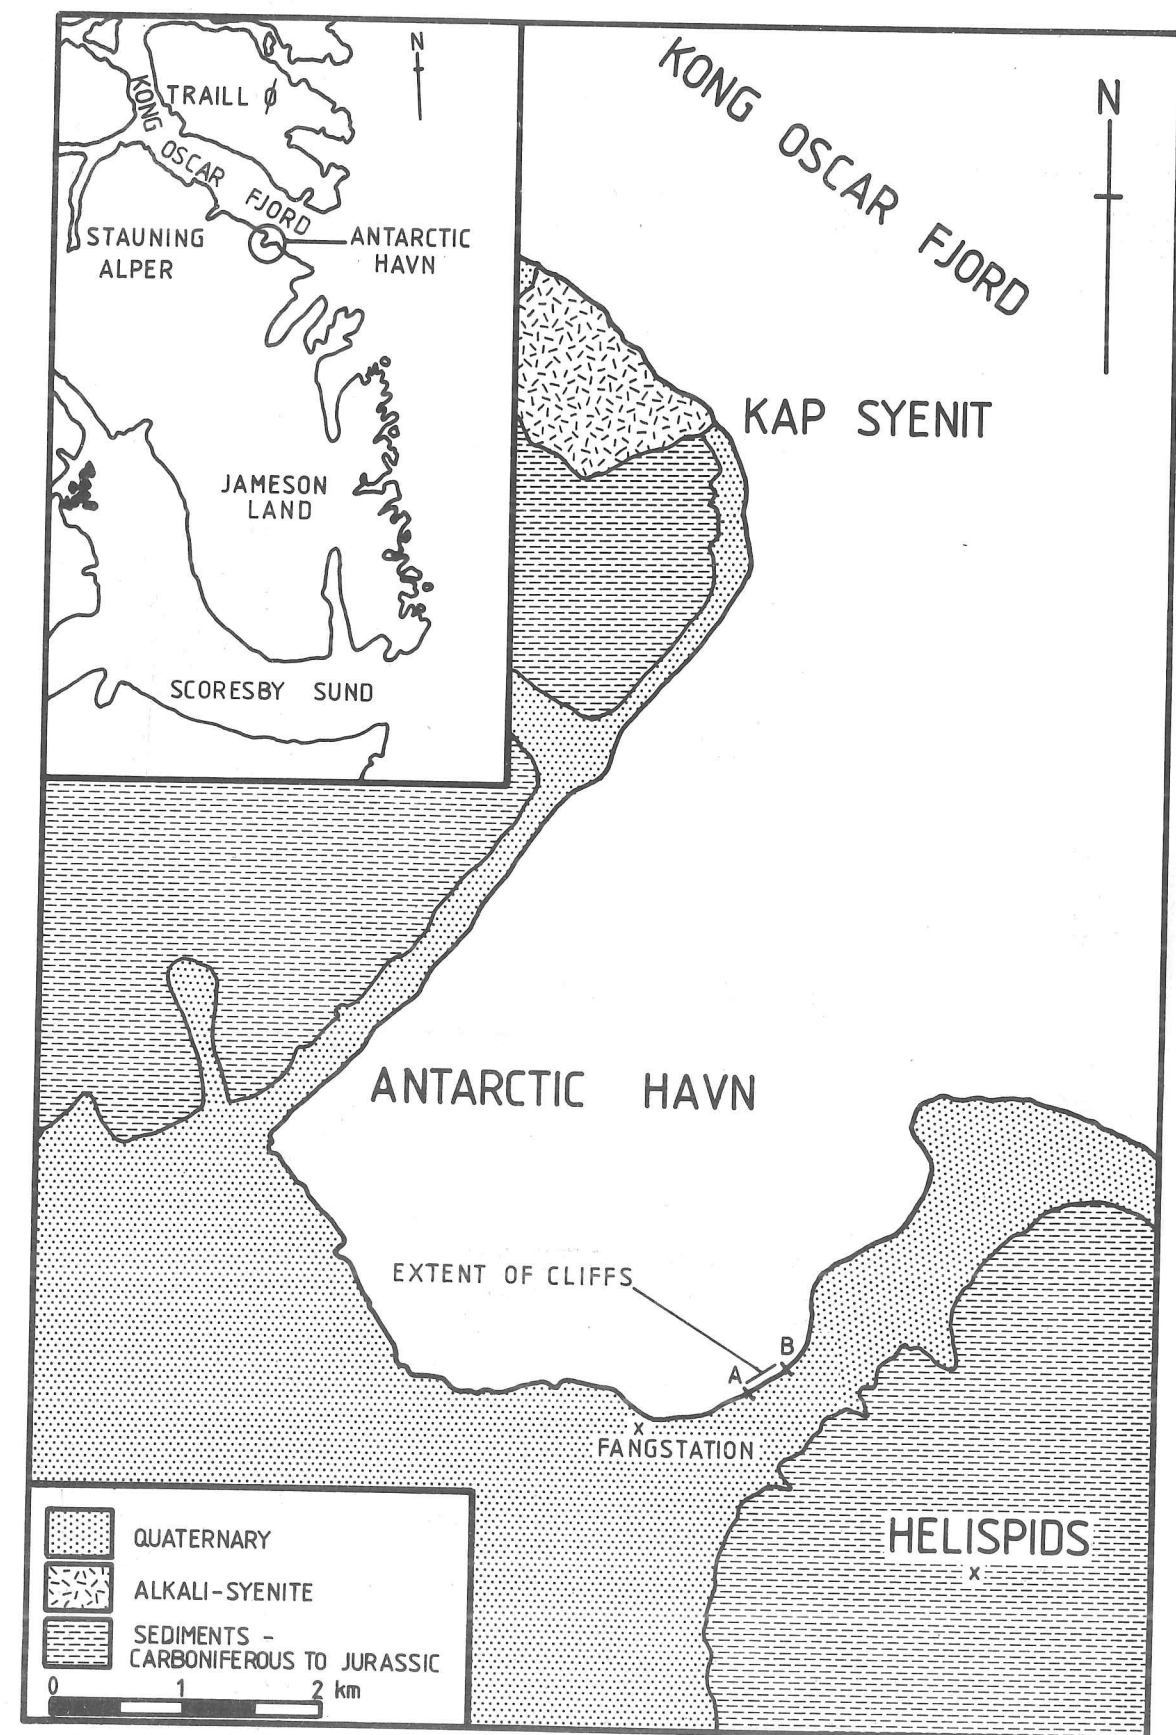 N
TRAILL Ø
KONG OSCAR FJORD
STAUNING
ALPER
ANTARCTIC
HAVN
JAMESON
LAND
SCORESBY SUND
KONG OSCAR FJORD
N
KAP SYENIT
ANTARCTIC HAVN
EXTENT OF CLIFFS
B
A
x
FANGSTATION
HELISPIDS
x
QUATERNARY
ALKALI-SYENITE
SEDIMENTS -
CARBONIFEROUS TO JURASSIC
0 1 2 km